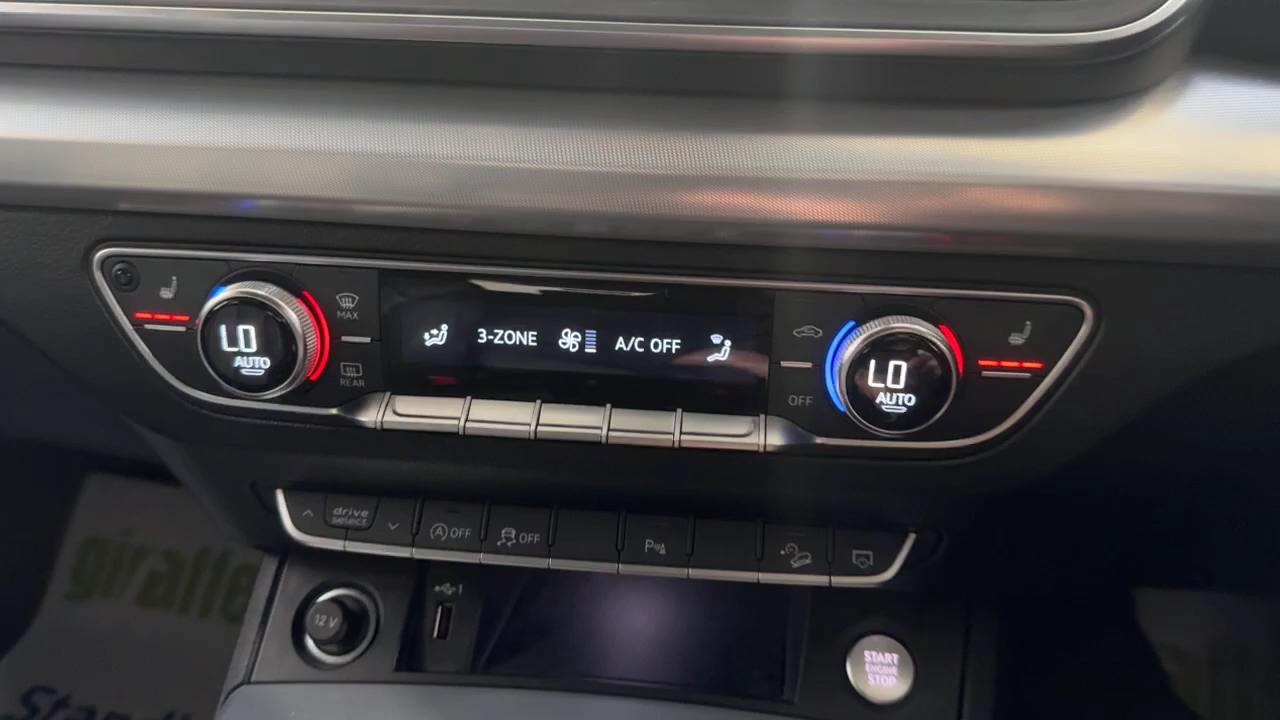 MAX
LO
AUTO
REAR
3-ZONE
A/C OFF
OFF
LO
AUTO
drive
select
A OFF
OFF
P
12 V
START
ENGINE
STOP
giraffe